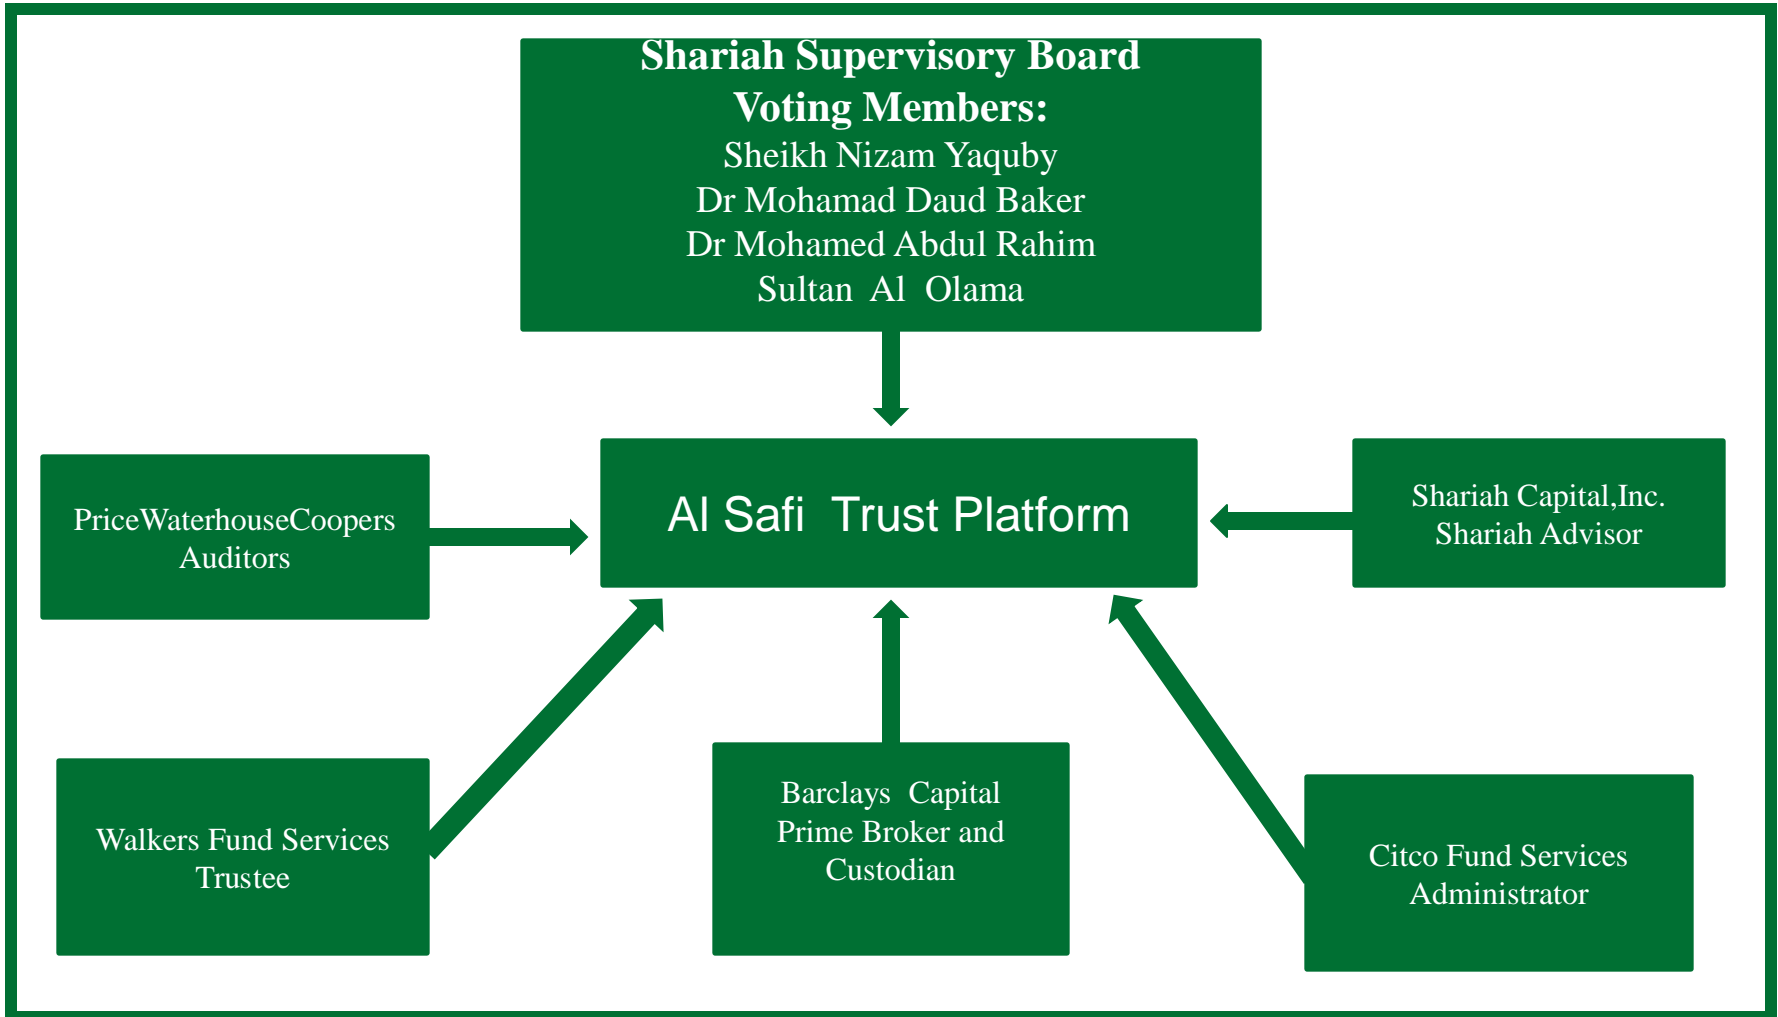 Shariah Supervisory Board
Voting Members:
Sheikh Nizam Yaquby
Dr Mohamad Daud Baker
Dr Mohamed Abdul Rahim
Sultan Al Olama
PriceWaterhouseCoopers
Auditors
Al Safi Trust Platform
Shariah Capital,Inc.
Shariah Advisor
Walkers Fund Services
Trustee
Barclays Capital
Prime Broker and
Custodian
Citco Fund Services
Administrator